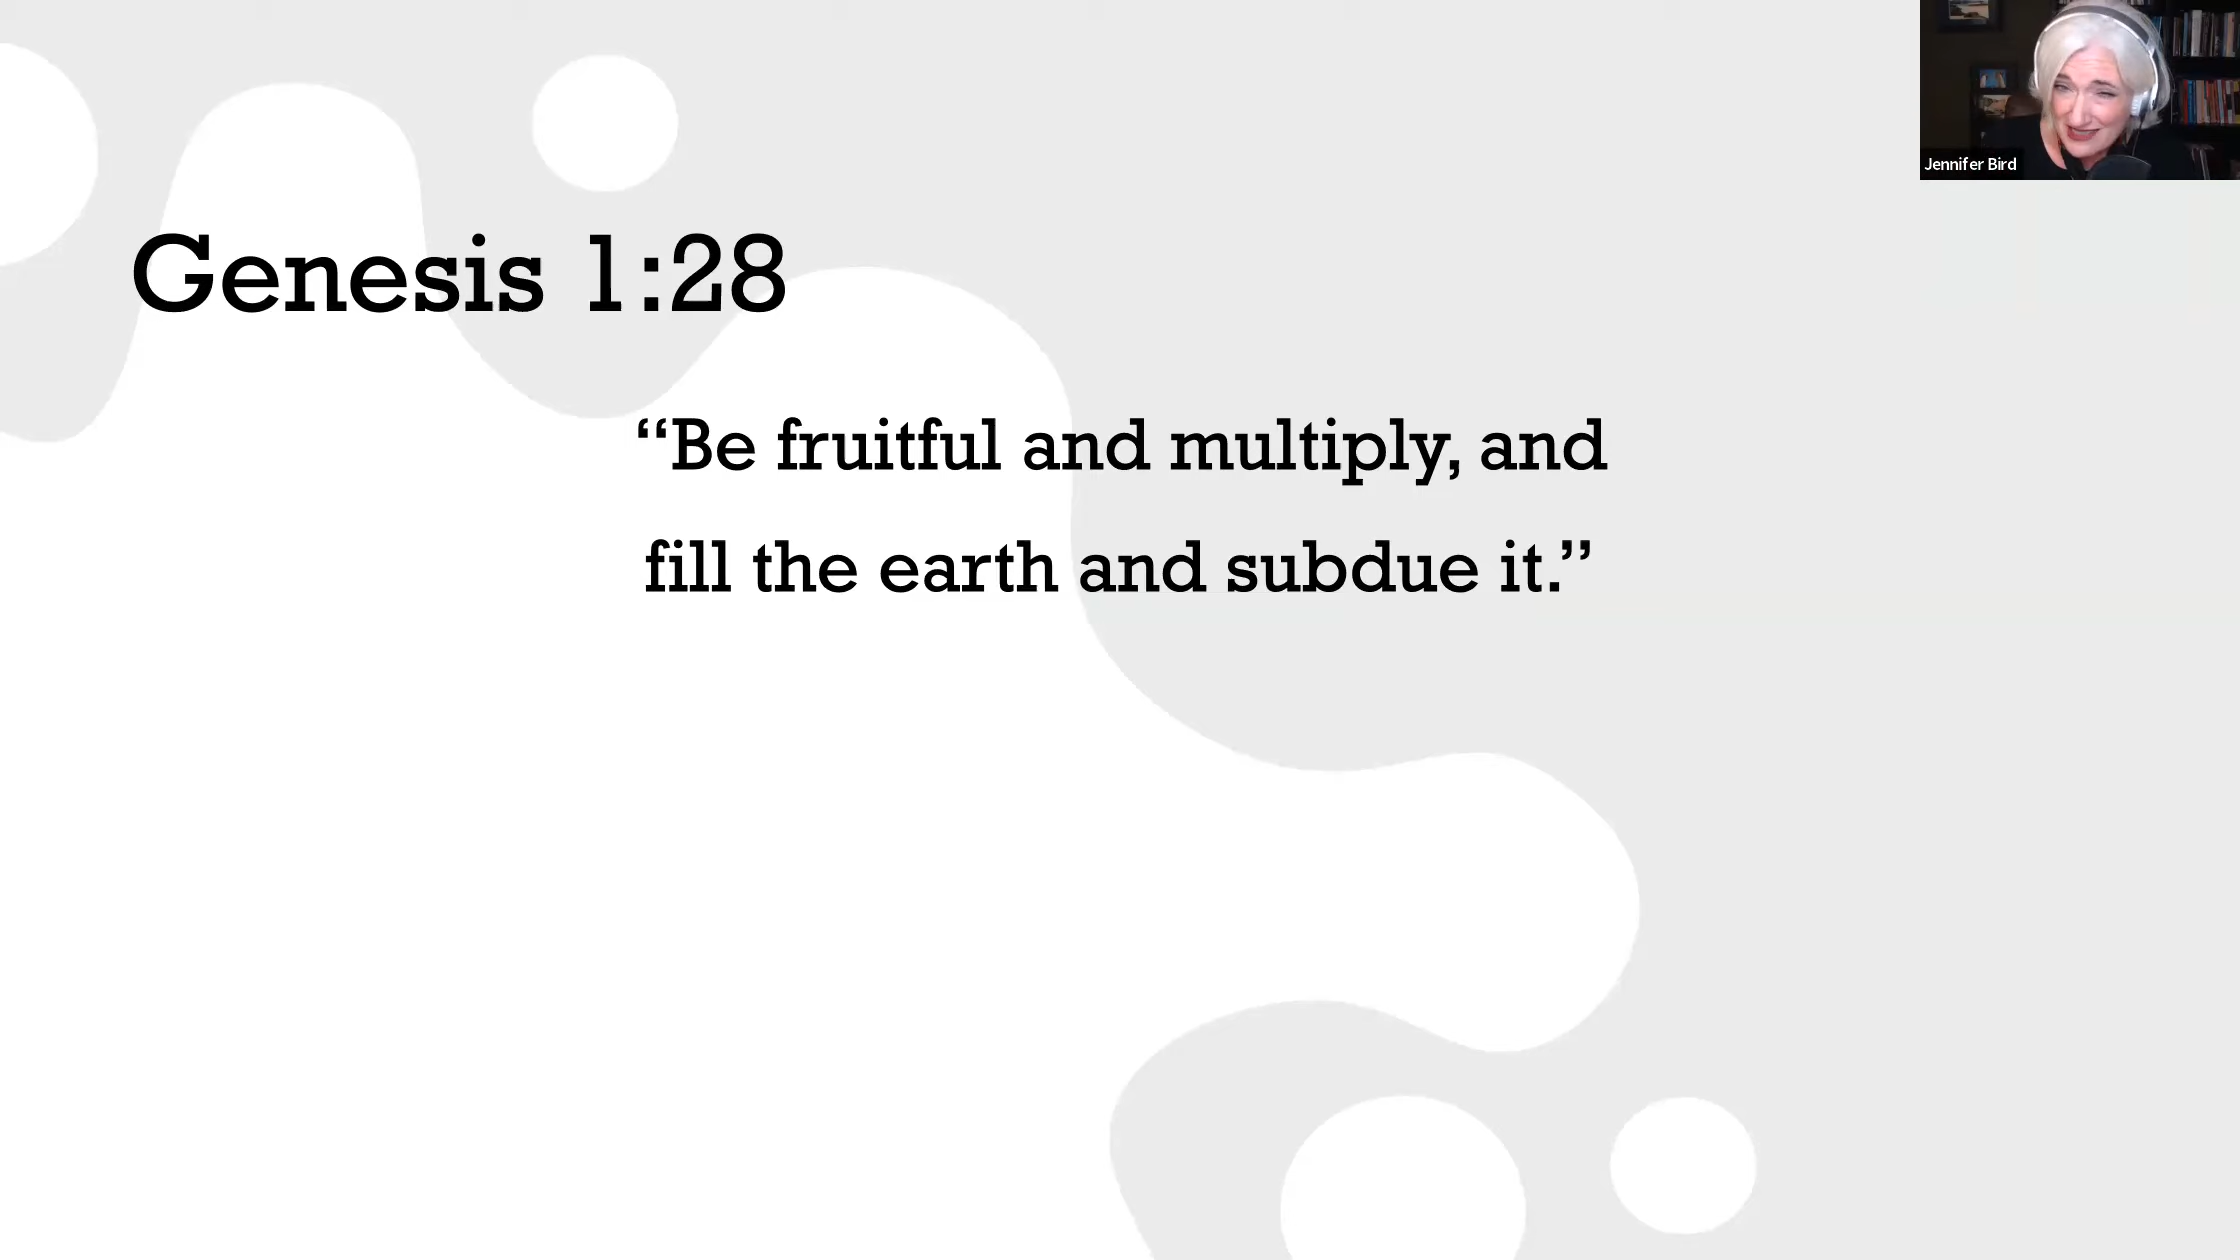 Jennifer Bird
Genesis 1:28
“Be fruitful and multiply, and
fill the earth and subdue it.”